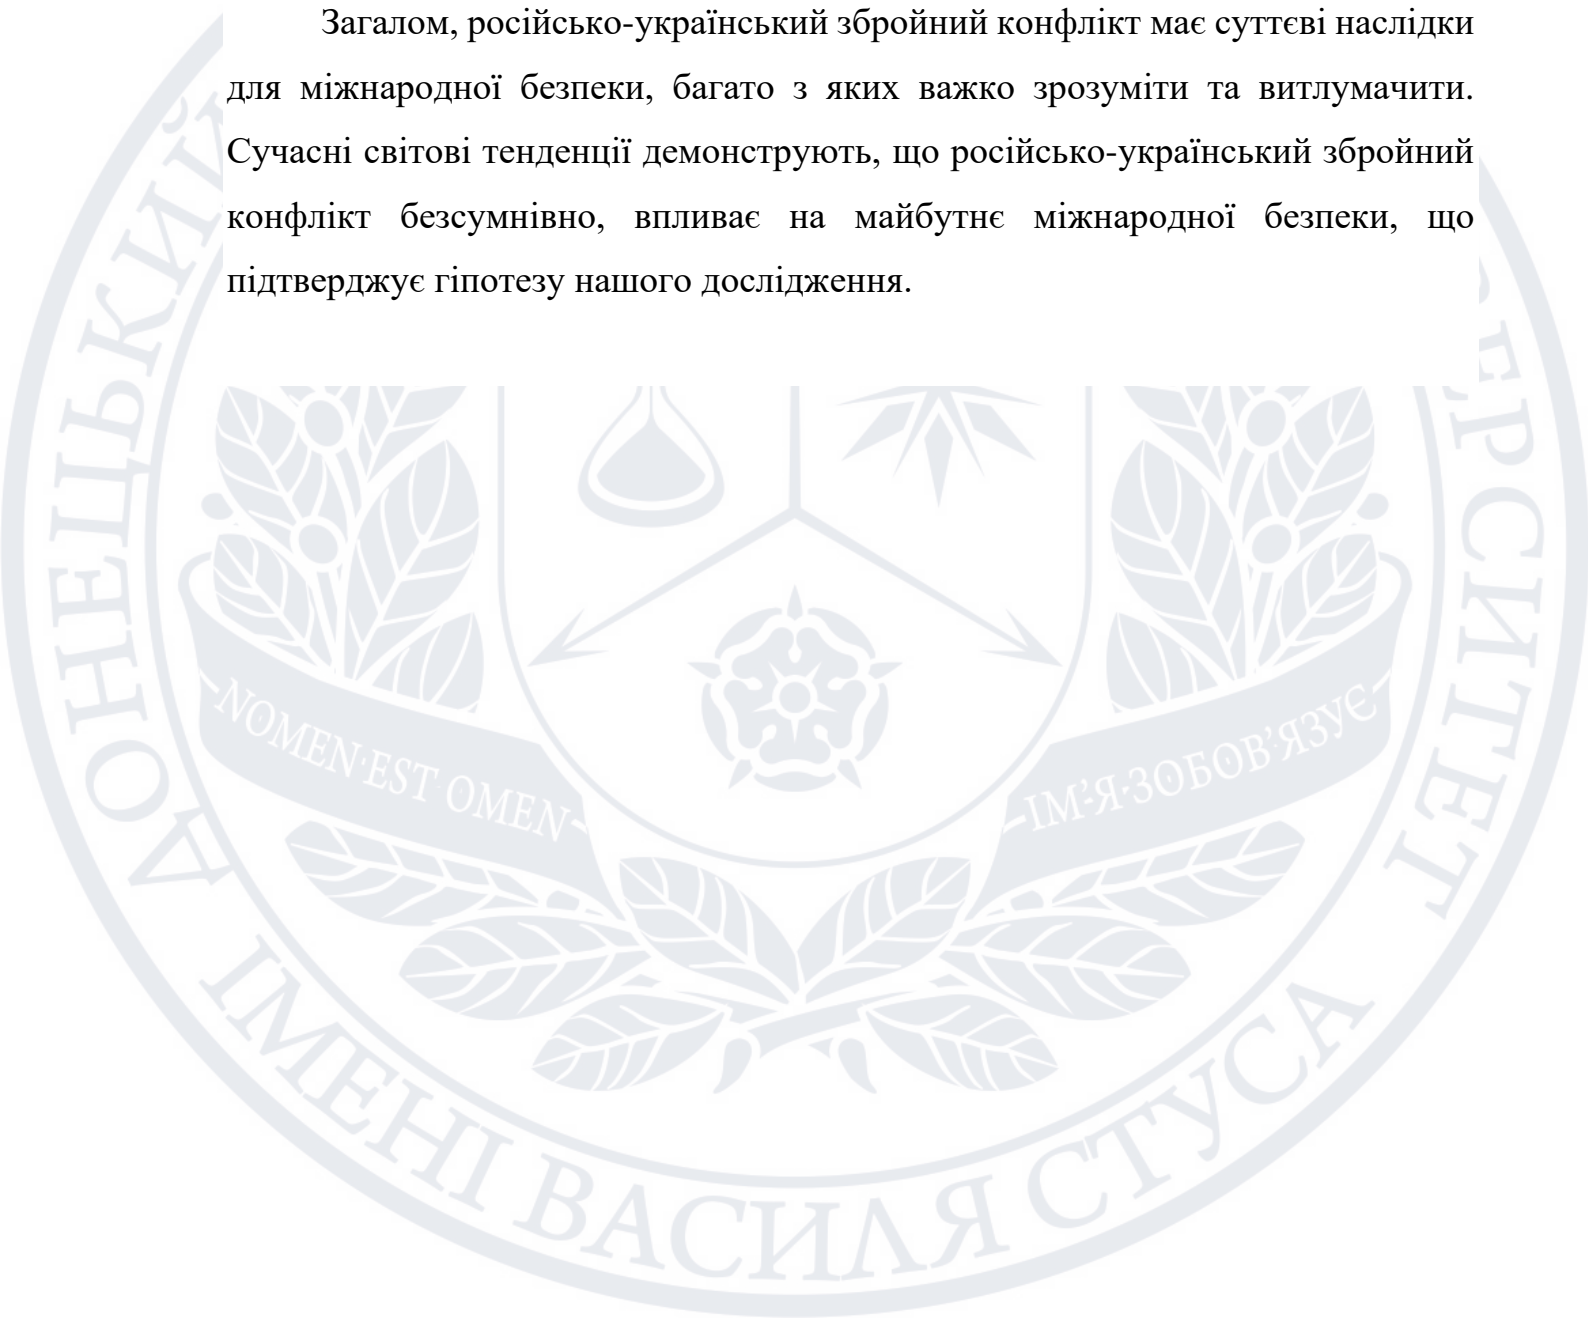 Загалом, російсько-український збройний конфлікт має суттєві наслідки
для міжнародної безпеки, багато з яких важко зрозуміти та витлумачити.
Сучасні світові тенденції демонструють, що російсько-український збройний
конфлікт безсумнівно, впливає на майбутнє міжнародної безпеки, що
підтверджує гіпотезу нашого дослідження.
ДОНЕЦЬКИЙ
ЕРСИТЕТ
NOMEN·EST·OMEN
ІМ'Я·ЗОБОВ'ЯЗУЄ
ІМЕНІ ВАСИЛЯ СТУСА